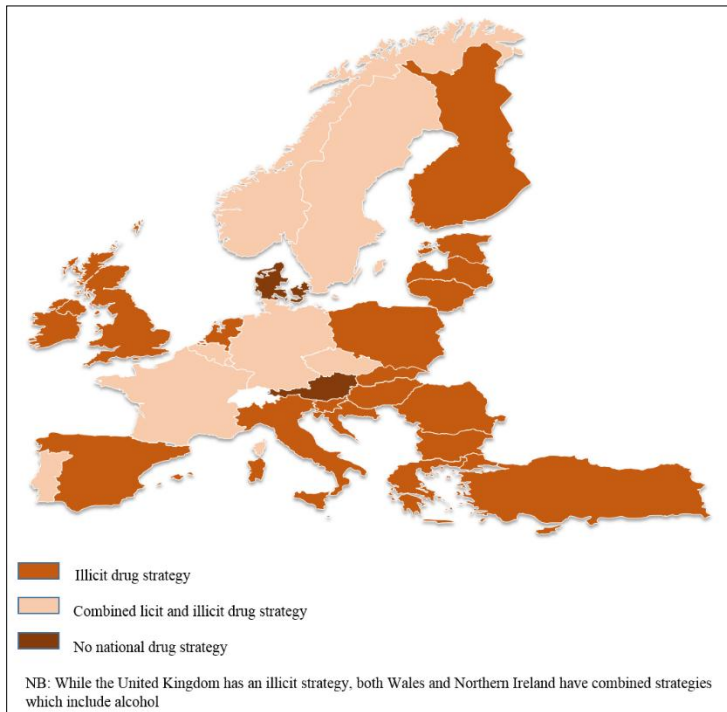 Illicit drug strategy
Combined licit and illicit drug strategy
No national drug strategy
NB: While the United Kingdom has an illicit strategy, both Wales and Northern Ireland have combined strategies
which include alcohol